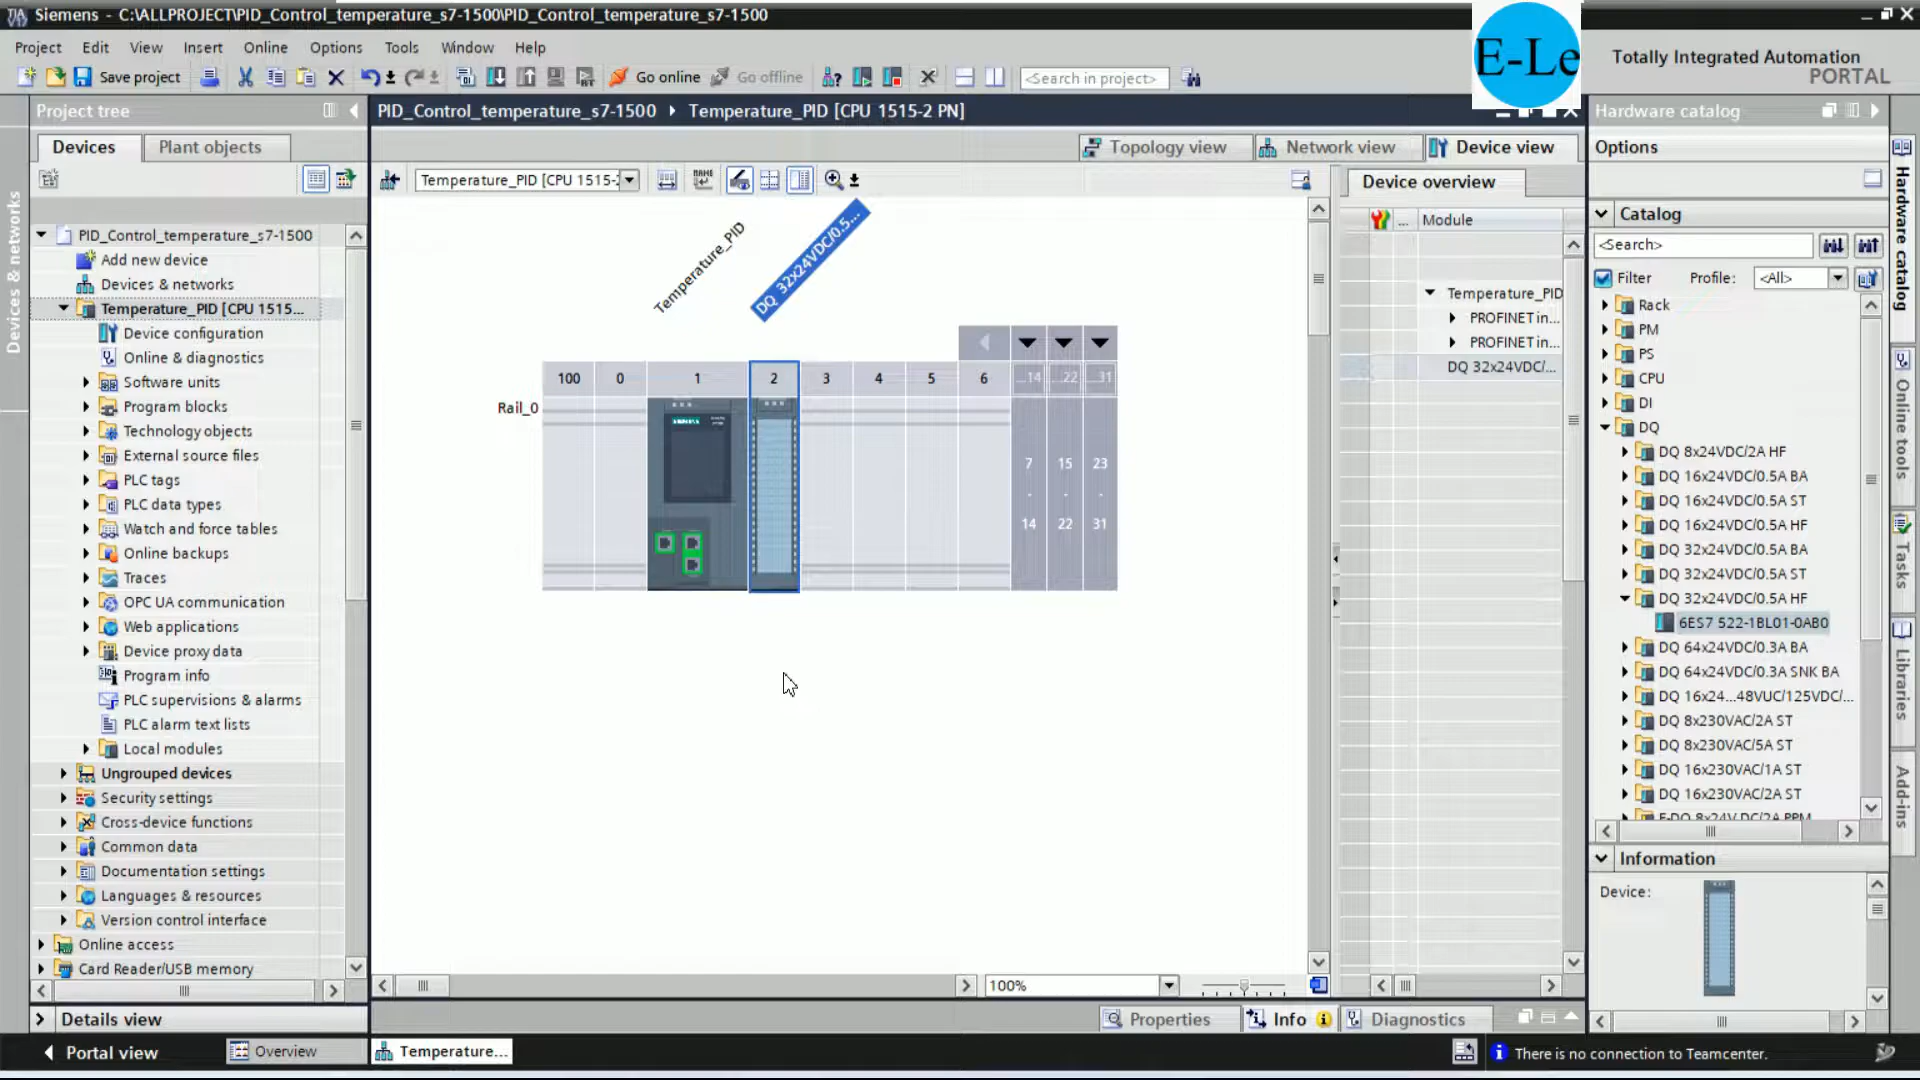 Siemens - C:\ALLPROJECT\PID_Control_temperature_s7-1500\PID_Control_temperature_s7-1500
Project Edit View Insert Online Options Tools Window Help
E-Le
Totally Integrated Automation
PORTAL
Save project
Go online
Go offline
<Search in project>
Project tree
PID_Control_temperature_s7-1500 Temperature_PID [CPU 1515-2 PN]
Hardware catalog
Devices
Plant objects
Topology view
Network view
Device view
Options
Temperature_PID [CPU 1515-
Device overview
Devices & networks
PID_Control_temperature_s7-1500
Add new device
Devices & networks
Temperature_PID [CPU 1515...
Device configuration
Online & diagnostics
Software units
Program blocks
Technology objects
External source files
PLC tags
PLC data types
Watch and force tables
Online backups
Traces
OPC UA communication
Web applications
Device proxy data
Program info
PLC supervisions & alarms
PLC alarm text lists
Local modules
Ungrouped devices
Security settings
Cross-device functions
Common data
Documentation settings
Languages & resources
Version control interface
Online access
Card Reader/USB memory
Details view
Temperature_PID
DQ 32x24VDC/0.5...
100 0 1 2 3 4 5 6 ...14 ...22 ...31
Rail_0
SIEMENS
7 15 23
- - -
14 22 31
100%
... Module
Temperature_PID
PROFINET in...
PROFINET in...
DQ 32x24VDC/...
Catalog
<Search>
Filter Profile: <All>
Rack
PM
PS
CPU
DI
DQ
DQ 8x24VDC/2A HF
DQ 16x24VDC/0.5A BA
DQ 16x24VDC/0.5A ST
DQ 16x24VDC/0.5A HF
DQ 32x24VDC/0.5A BA
DQ 32x24VDC/0.5A ST
DQ 32x24VDC/0.5A HF
6ES7 522-1BL01-0AB0
DQ 64x24VDC/0.3A BA
DQ 64x24VDC/0.3A SNK BA
DQ 16x24...48VUC/125VDC/...
DQ 8x230VAC/2A ST
DQ 8x230VAC/5A ST
DQ 16x230VAC/1A ST
DQ 16x230VAC/2A ST
F-DQ 8x24V DC/2A PPM
Information
Device:
Hardware catalog
Online tools
Tasks
Libraries
Add-ins
Properties
Info
Diagnostics
Portal view
Overview
Temperature...
There is no connection to Teamcenter.